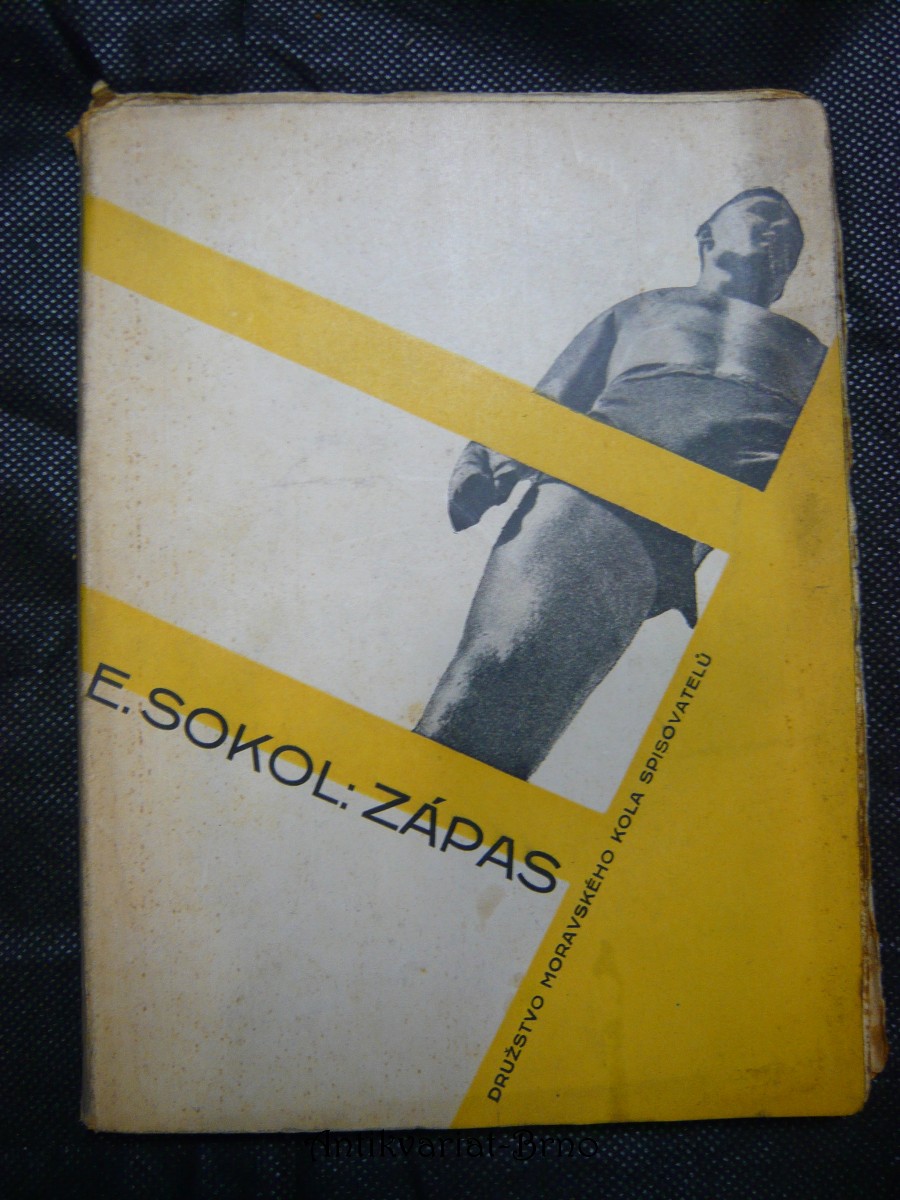 E. SOKOL: ZÁPAS
DRUŽSTVO MORAVSKÉHO KOLA SPISOVATELŮ
Antikvariat-Brno